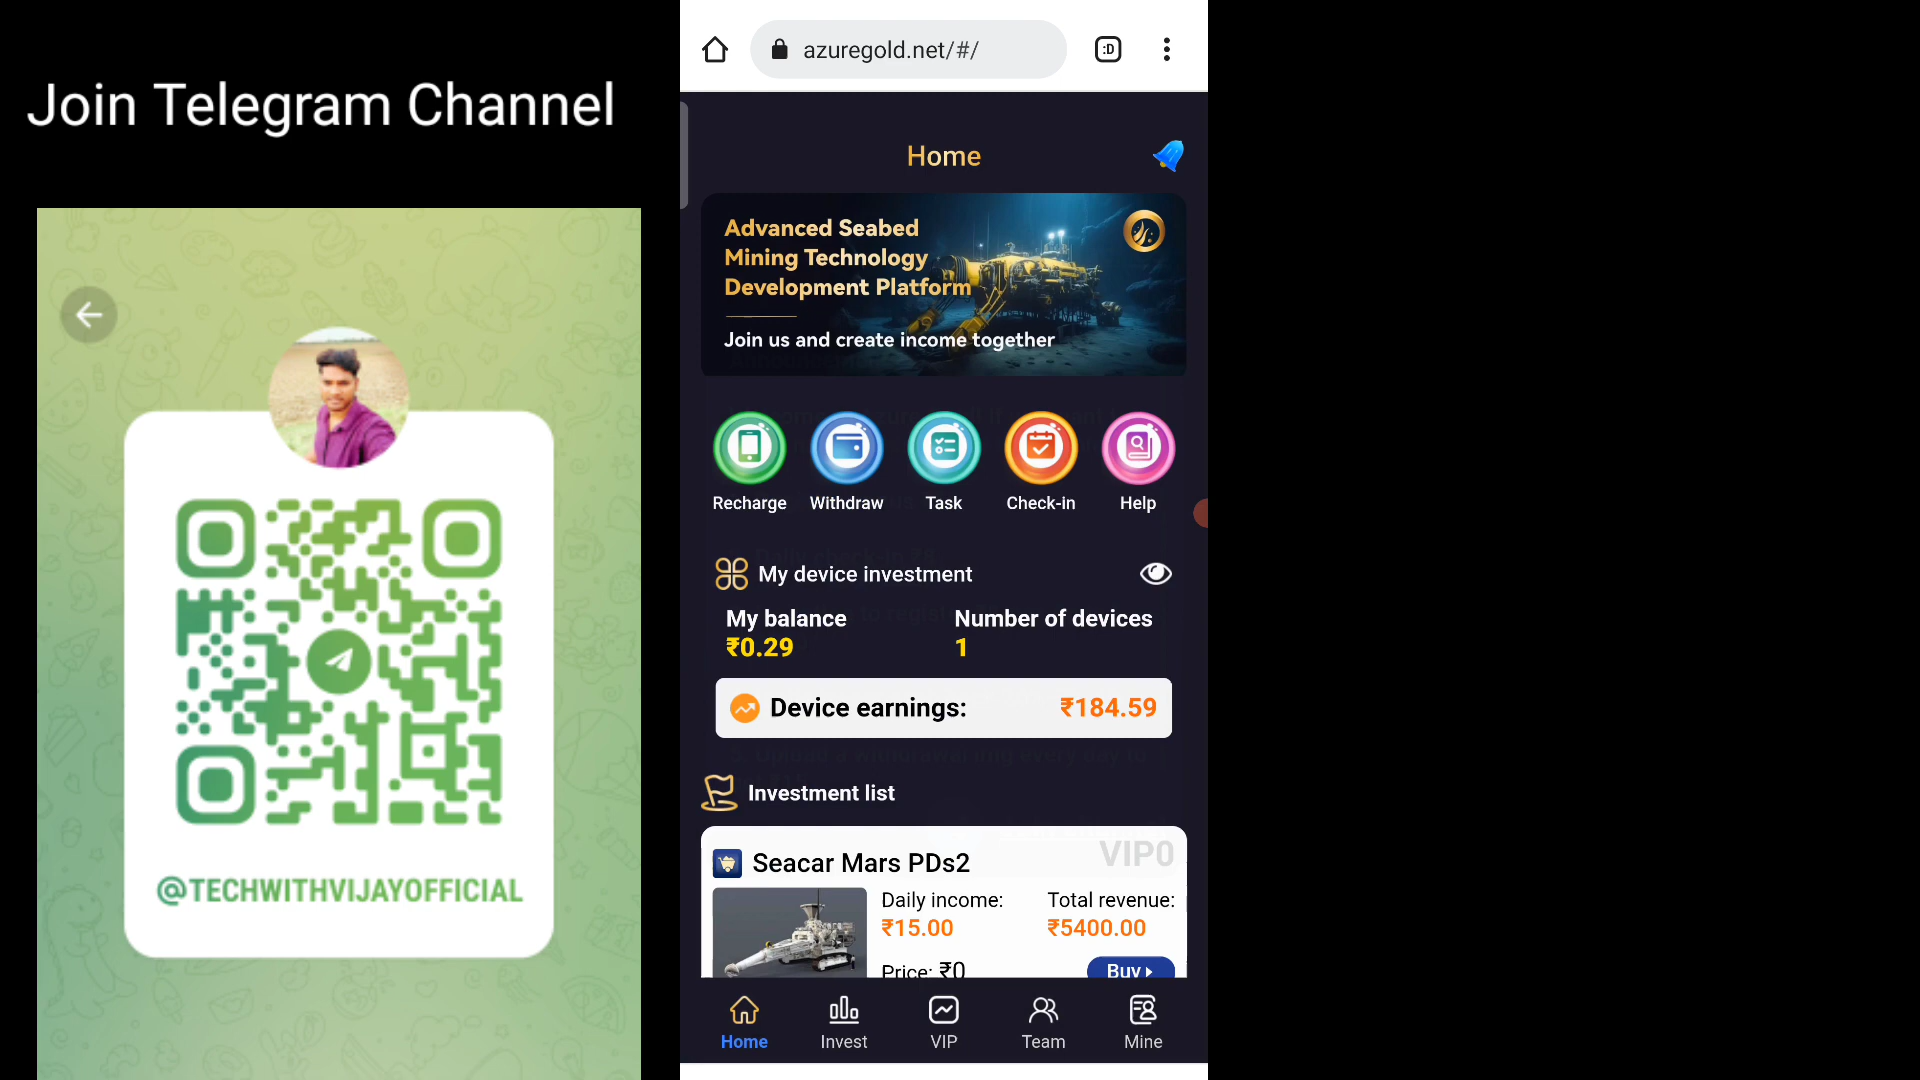 Join Telegram Channel
@TECHWITHVIJAYOFFICIAL
azuregold.net/#/
:D
Home
Advanced Seabed
Mining Technology
Development Platform
Join us and create income together
Recharge
Withdraw
Task
Check-in
Help
My device investment
My balance
Number of devices
₹0.29
1
Device earnings:
₹184.59
Investment list
VIP0
Seacar Mars PDs2
Daily income:
Total revenue:
₹15.00
₹5400.00
Price: ₹0
Buy
Home
Invest
VIP
Team
Mine